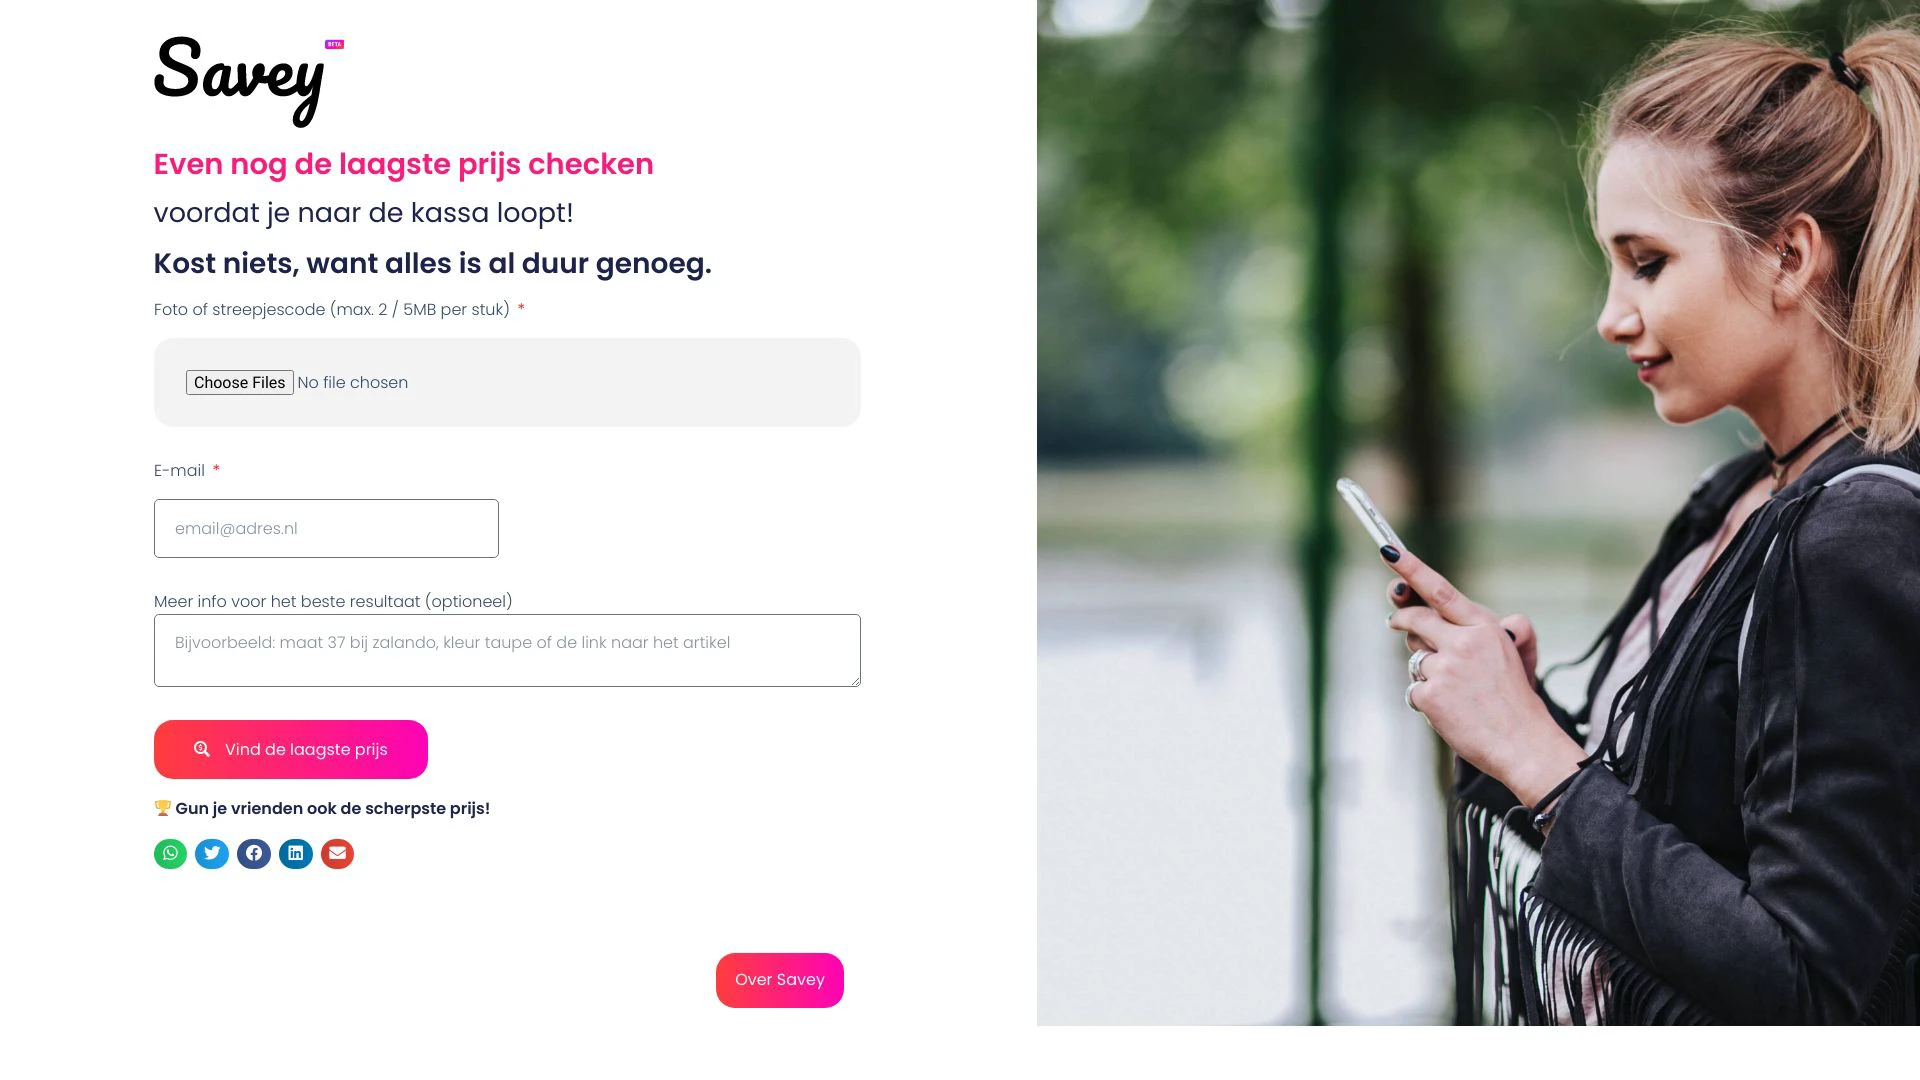 Savey BETA
Even nog de laagste prijs checken
voordat je naar de kassa loopt!
Kost niets, want alles is al duur genoeg.
Foto of streepjescode (max. 2 / 5MB per stuk) *
Choose Files No file chosen
E-mail *
email@adres.nl
Meer info voor het beste resultaat (optioneel)
Bijvoorbeeld: maat 37 bij zalando, kleur taupe of de link naar het artikel
Vind de laagste prijs
🏆 Gun je vrienden ook de scherpste prijs!
Over Savey